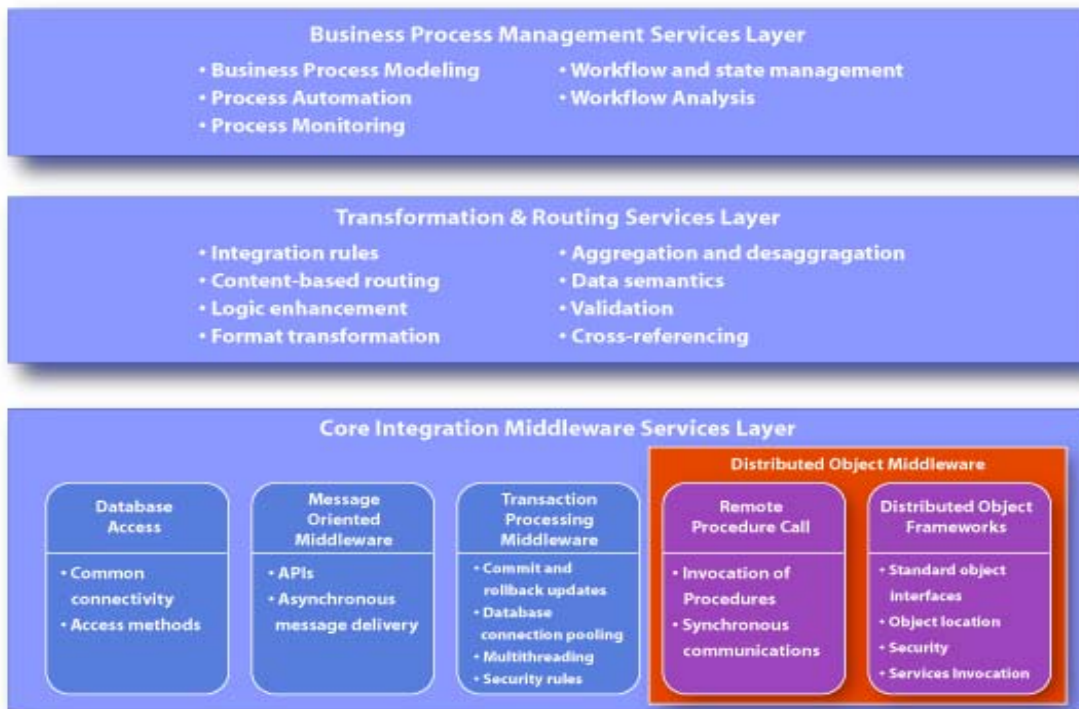 Business Process Management Services Layer
• Business Process Modeling
• Process Automation
• Process Monitoring
• Workflow and state management
• Workflow Analysis
Transformation & Routing Services Layer
• Integration rules
• Content-based routing
• Logic enhancement
• Format transformation
• Aggregation and desaggragation
• Data semantics
• Validation
• Cross-referencing
Core Integration Middleware Services Layer
Database
Access
• Common
connectivity
• Access methods
Message
Oriented
Middleware
• APIs
• Asynchronous
message delivery
Transaction
Processing
Middleware
• Commit and
rollback updates
• Database
connection pooling
• Multithreading
• Security rules
Distributed Object Middleware
Remote
Procedure Call
• Invocation of
Procedures
• Synchronous
communications
Distributed Object
Frameworks
• Standard object
interfaces
• Object location
• Security
• Services Invocation